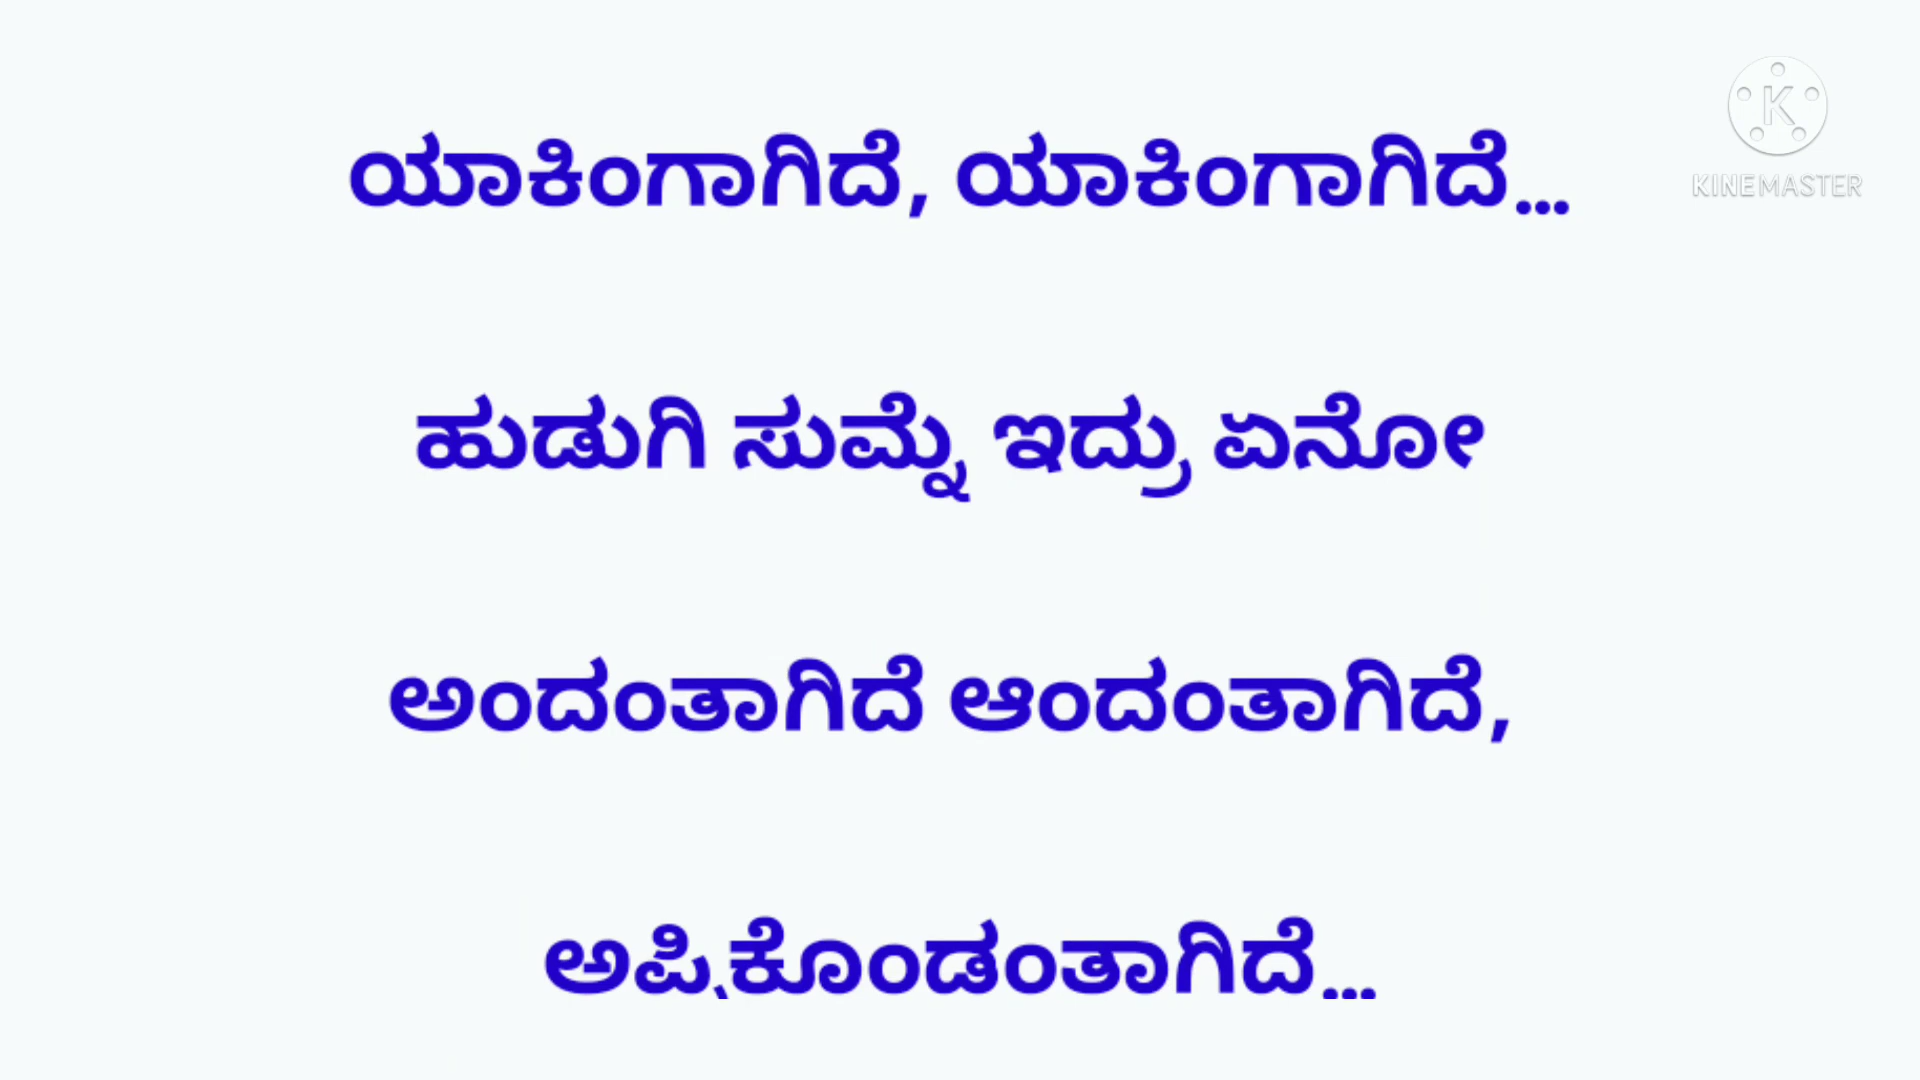 ಯಾಕಿಂಗಾಗಿದೆ, ಯಾಕಿಂಗಾಗಿದೆ...
KINEMASTER
ಹುಡುಗಿ ಸುಮ್ನೆ ಇದ್ರು ಏನೋ
ಅಂದಂತಾಗಿದೆ ಆಂದಂತಾಗಿದೆ,
ಅಪ್ಪಿಕೊಂಡಂತಾಗಿದೆ...